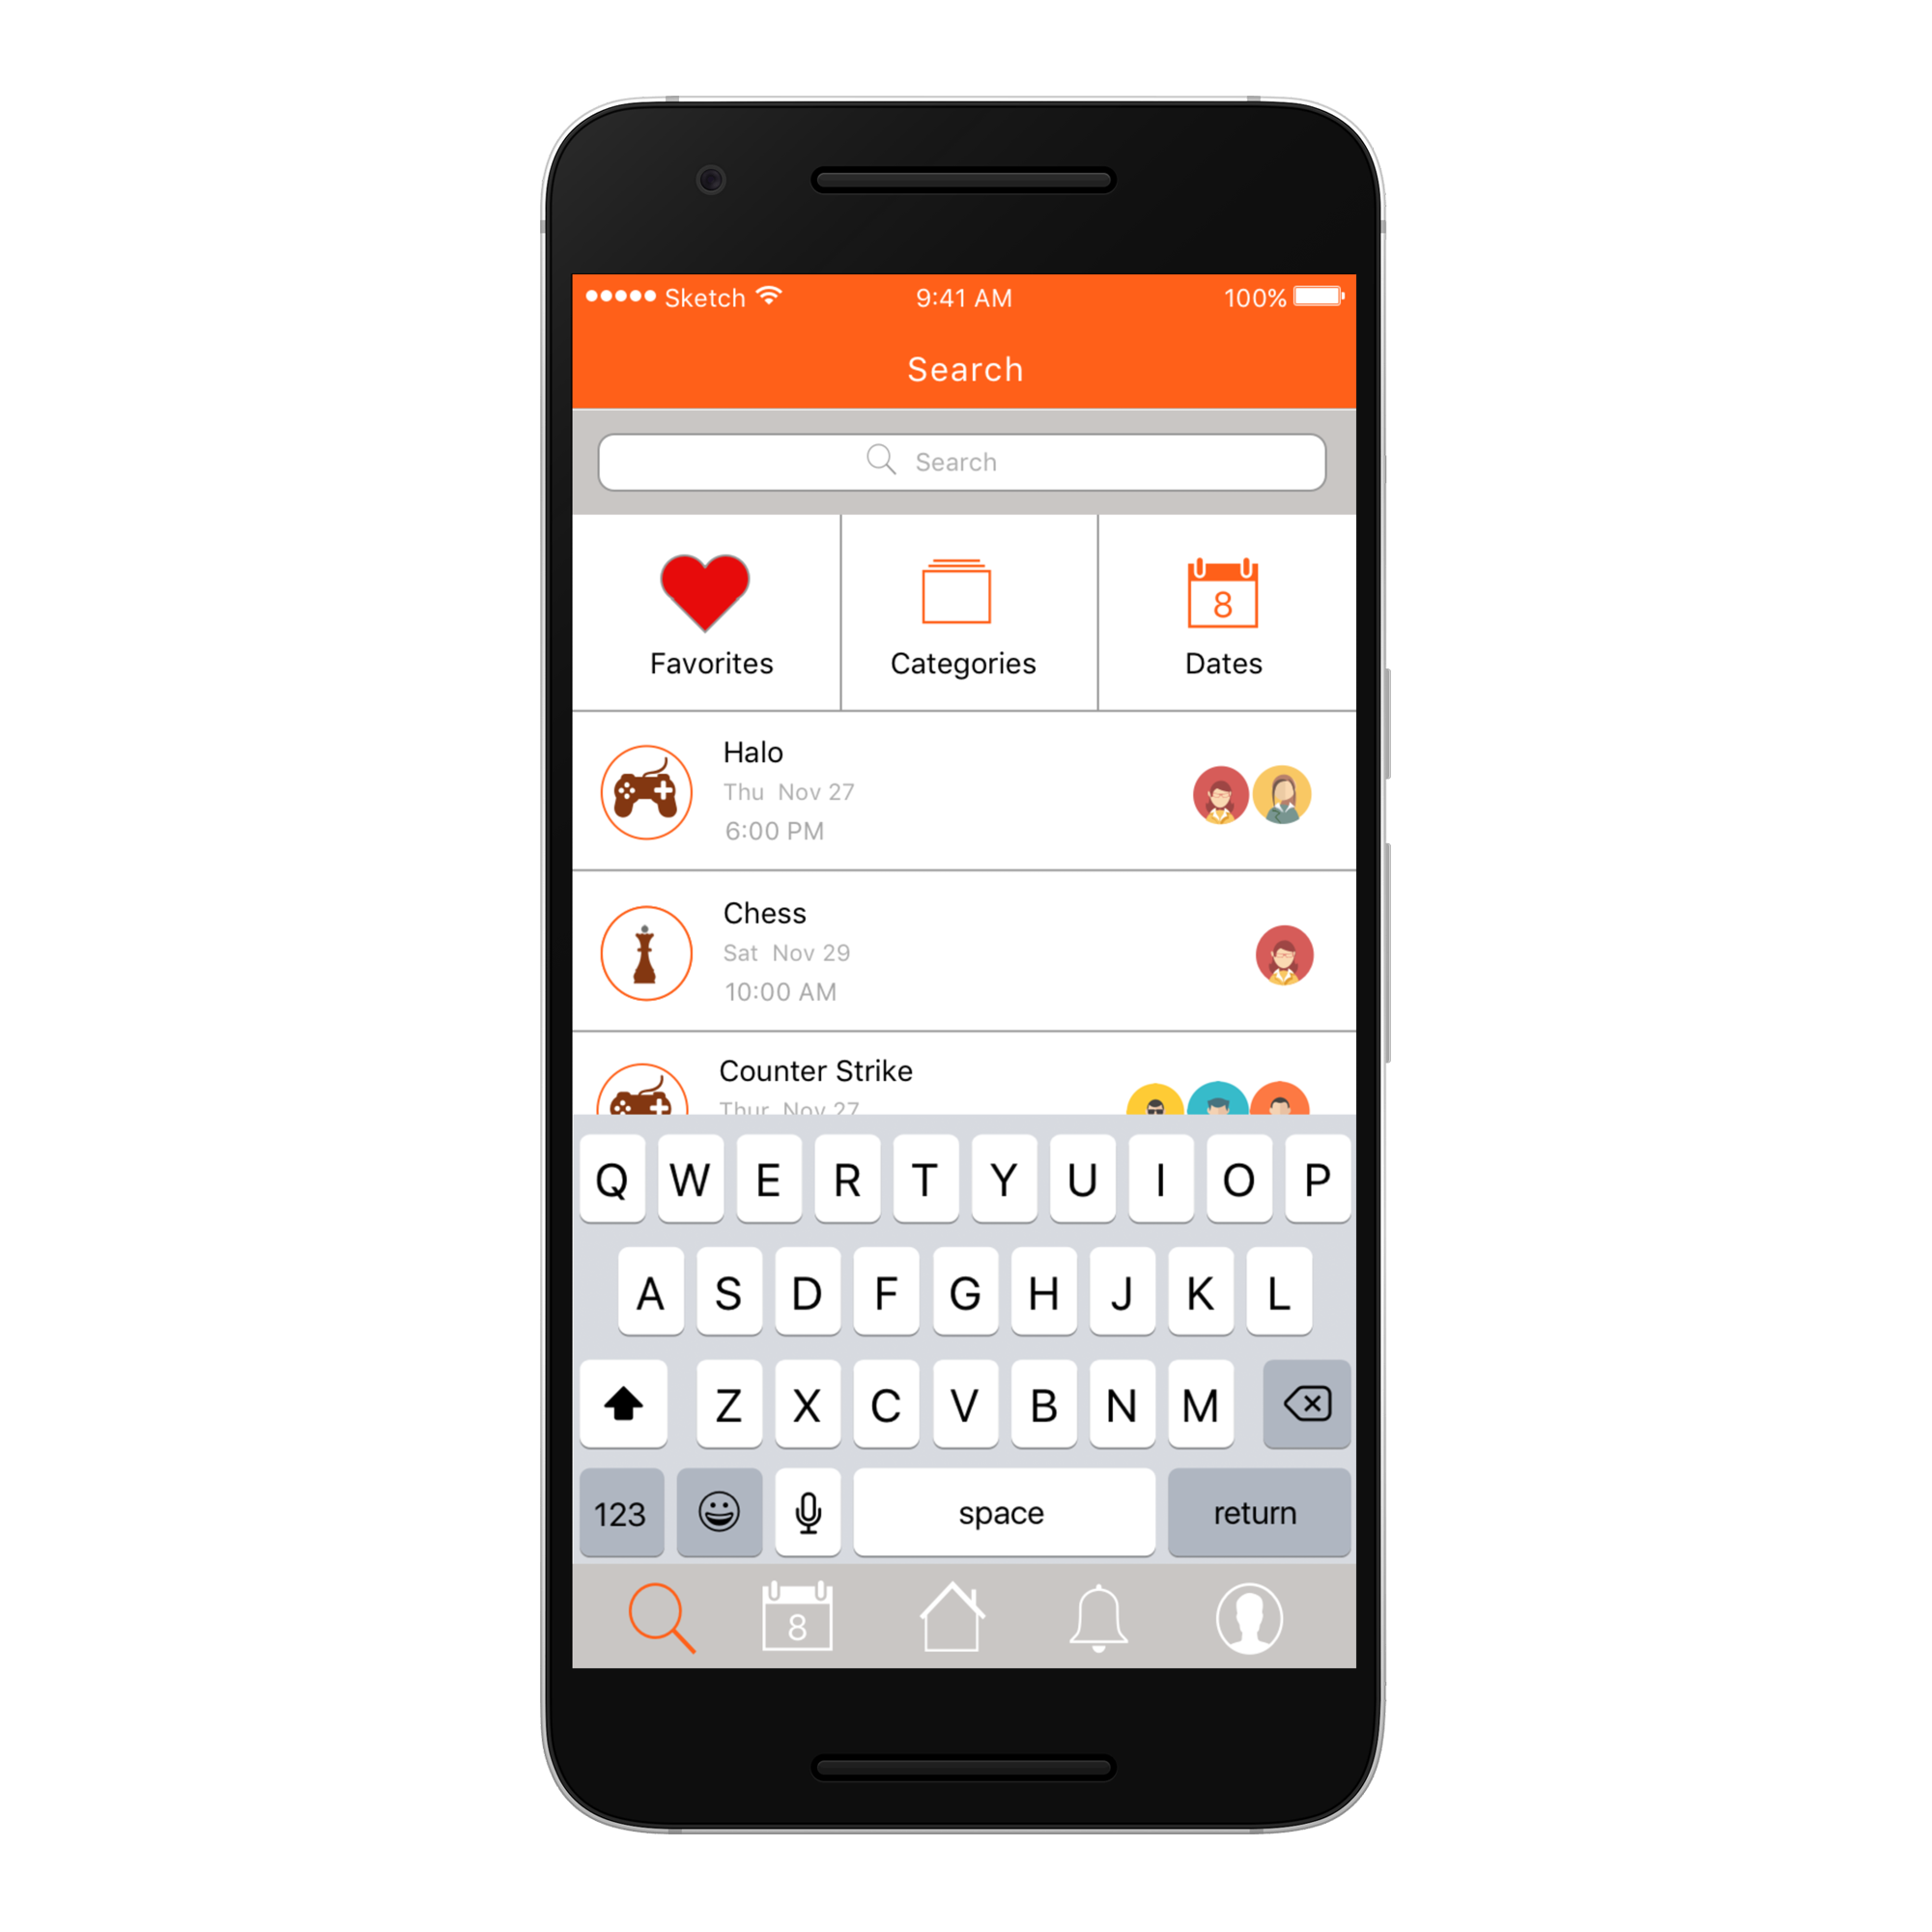 Sketch 9:41 AM 100%
Search
Search
8
Favorites Categories Dates
Halo
Thu Nov 27
6:00 PM
Chess
Sat Nov 29
10:00 AM
Counter Strike
Thur Nov 27
Q W E R T Y U I O P
A S D F G H J K L
Z X C V B N M
123 space return
8